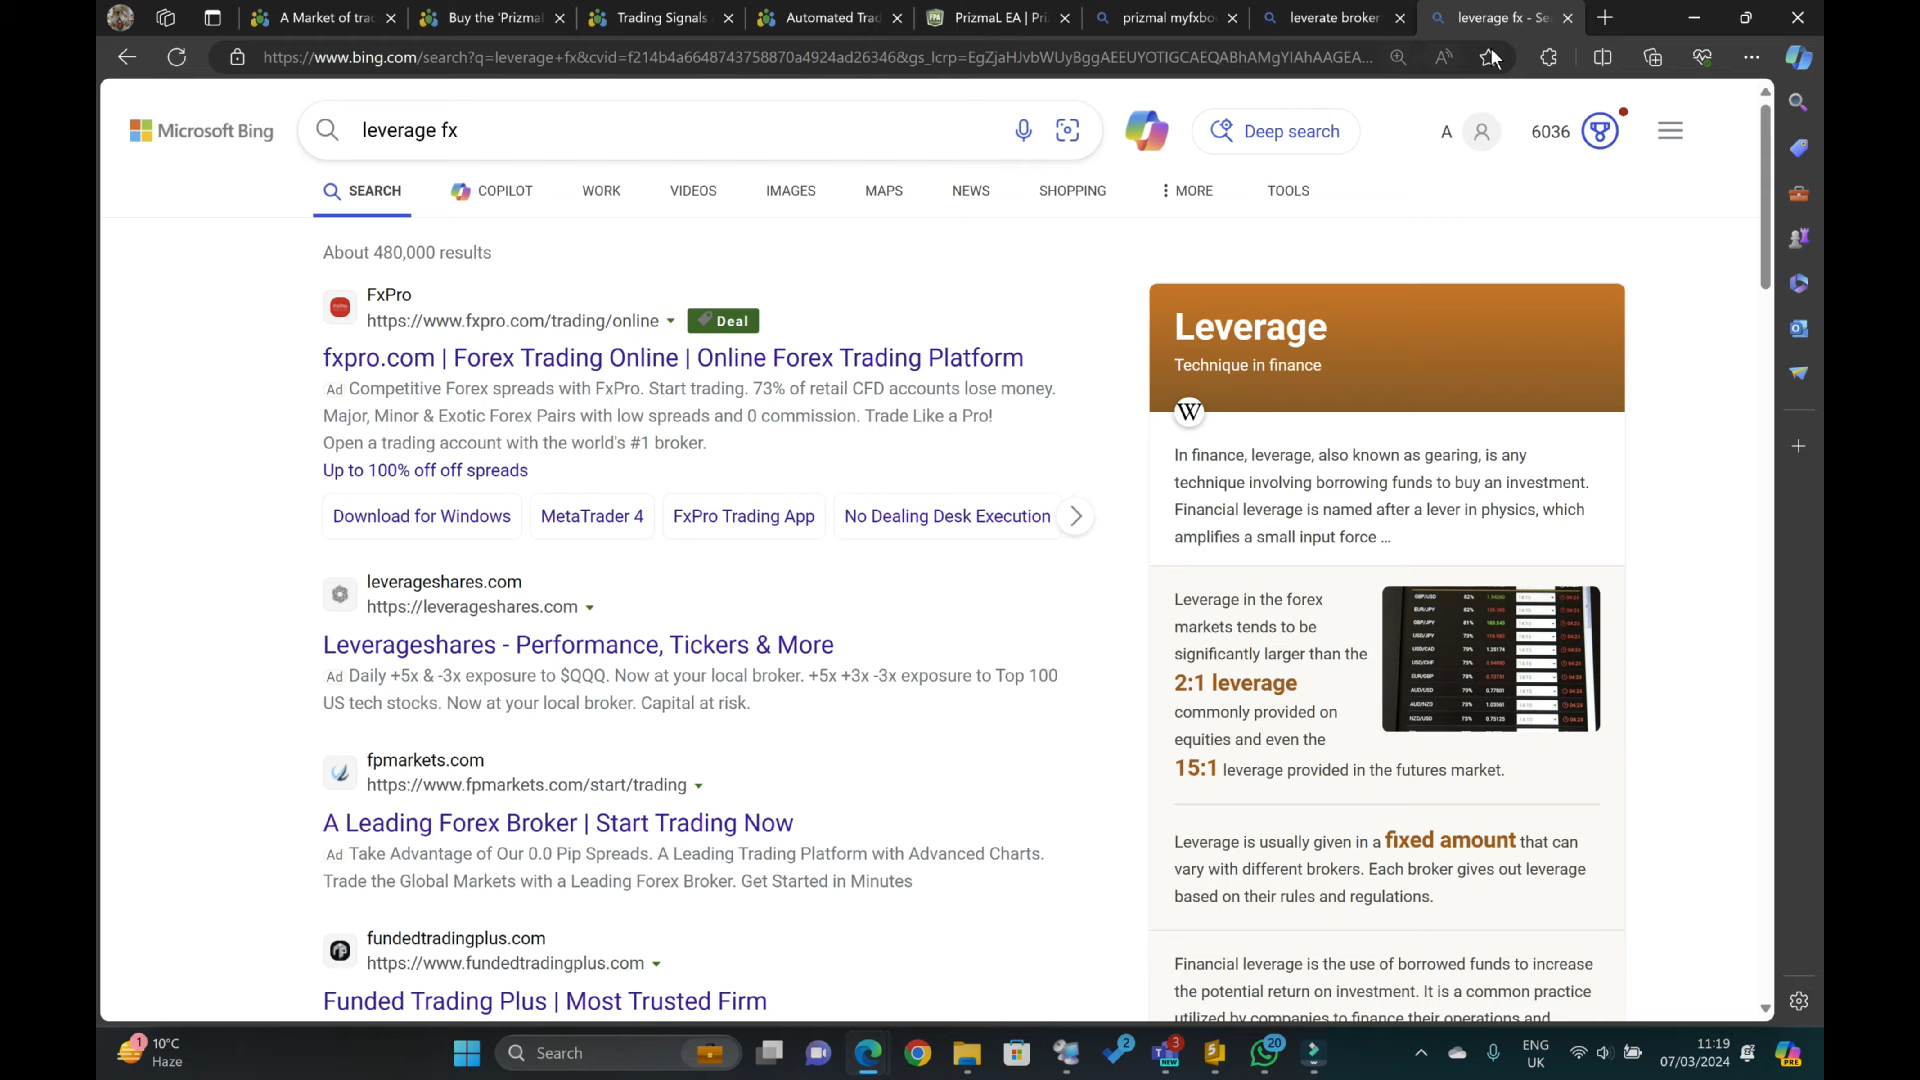 A Market of trac
Buy the 'Prizmal
Trading Signals
Automated Trad
PrizmaL EA | Pri
prizmal myfxbo
leverate broker
leverage fx - Sea
https://www.bing.com/search?q=leverage+fx&cvid=f214b4a6648743758870a4924ad26346&gs_lcrp=EgZjaHJvbWUyBggAEEUYOTIGCAEQABhAMgYIAhAAGEA...
Microsoft Bing
leverage fx
Deep search
A
6036
SEARCH
COPILOT
WORK
VIDEOS
IMAGES
MAPS
NEWS
SHOPPING
MORE
TOOLS
About 480,000 results
FxPro
https://www.fxpro.com/trading/online
Deal
fxpro.com | Forex Trading Online | Online Forex Trading Platform
Ad Competitive Forex spreads with FxPro. Start trading. 73% of retail CFD accounts lose money.
Major, Minor & Exotic Forex Pairs with low spreads and 0 commission. Trade Like a Pro!
Open a trading account with the world's #1 broker.
Up to 100% off off spreads
Download for Windows
MetaTrader 4
FxPro Trading App
No Dealing Desk Execution
leverageshares.com
https://leverageshares.com
Leverageshares - Performance, Tickers & More
Ad Daily +5x & -3x exposure to $QQQ. Now at your local broker. +5x +3x -3x exposure to Top 100
US tech stocks. Now at your local broker. Capital at risk.
fpmarkets.com
https://www.fpmarkets.com/start/trading
A Leading Forex Broker | Start Trading Now
Ad Take Advantage of Our 0.0 Pip Spreads. A Leading Trading Platform with Advanced Charts.
Trade the Global Markets with a Leading Forex Broker. Get Started in Minutes
fundedtradingplus.com
https://www.fundedtradingplus.com
Funded Trading Plus | Most Trusted Firm
Leverage
Technique in finance
W
In finance, leverage, also known as gearing, is any
technique involving borrowing funds to buy an investment.
Financial leverage is named after a lever in physics, which
amplifies a small input force ...
Leverage in the forex
markets tends to be
significantly larger than the
2:1 leverage
commonly provided on
equities and even the
15:1 leverage provided in the futures market.
Leverage is usually given in a fixed amount that can
vary with different brokers. Each broker gives out leverage
based on their rules and regulations.
Financial leverage is the use of borrowed funds to increase
the potential return on investment. It is a common practice
utilized by companies to finance their operations and
1
10°C
Haze
Search
2
3
NEW
20
ENG
UK
11:19
07/03/2024
PRE